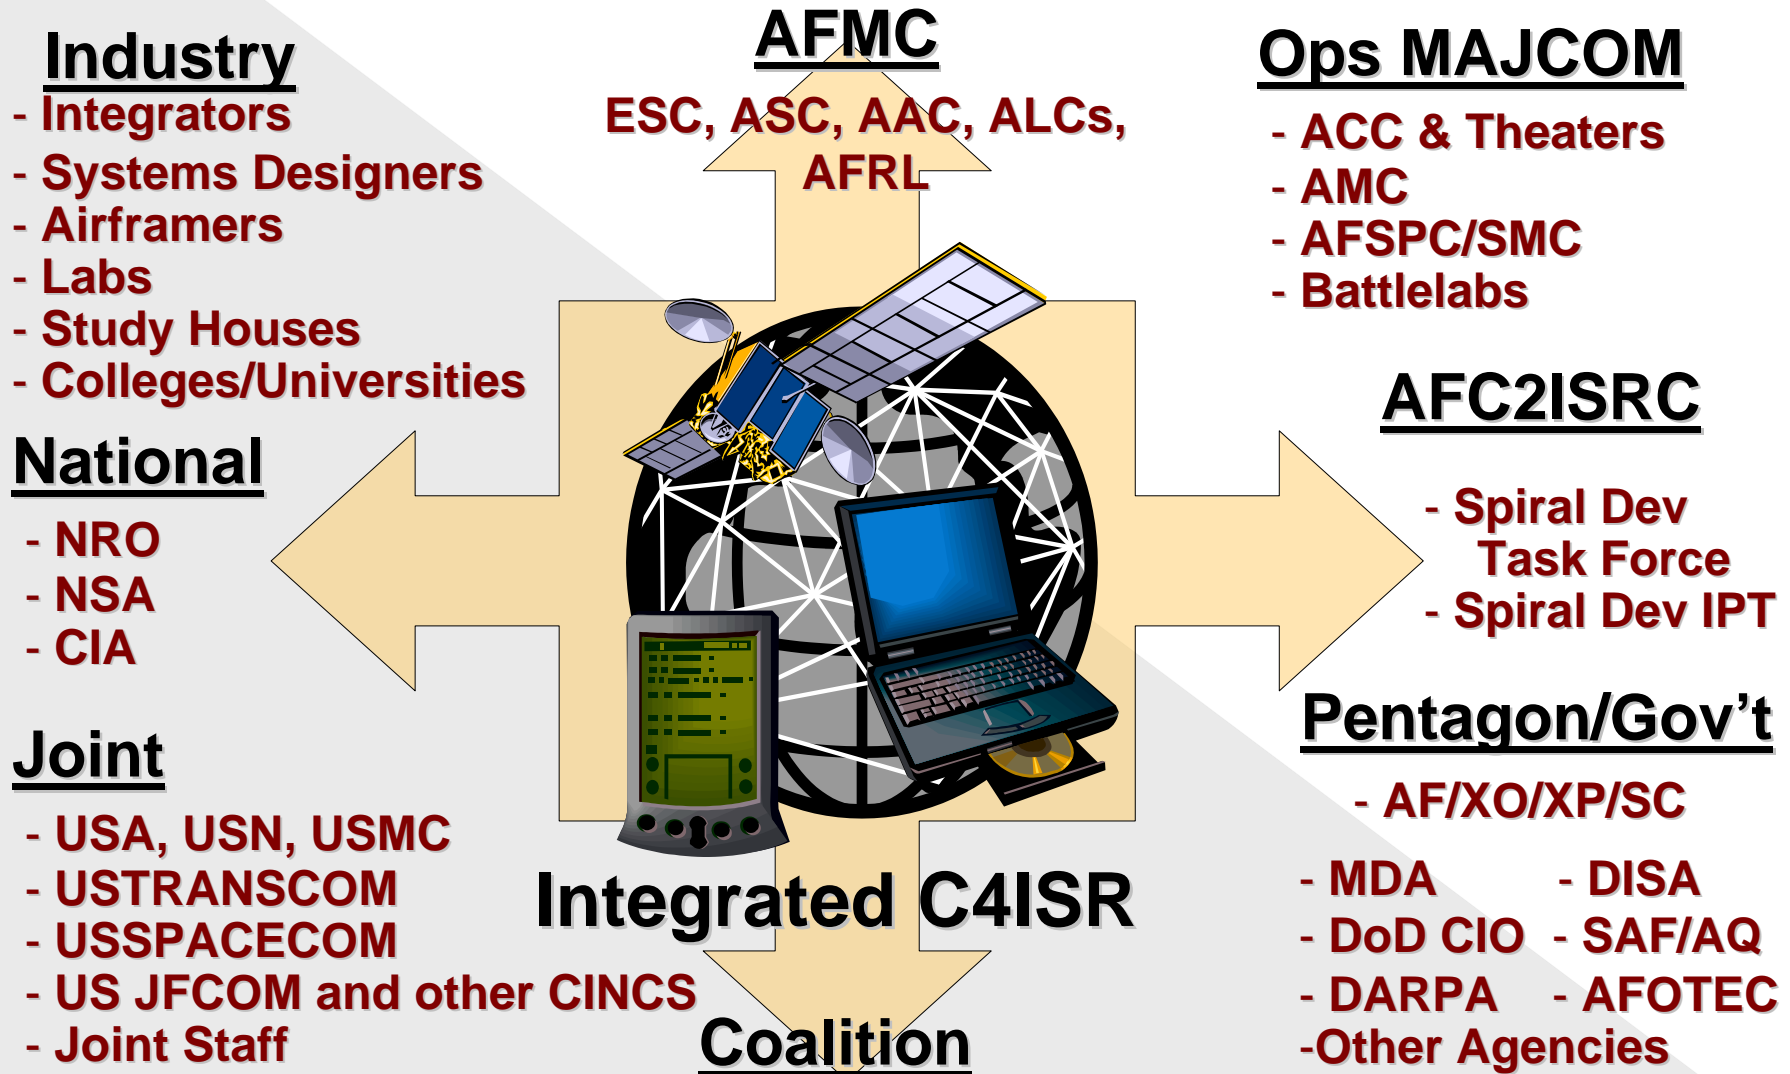 Industry
- Integrators
- Systems Designers
- Airframers
- Labs
- Study Houses
- Colleges/Universities
National
- NRO
- NSA
- CIA
Joint
- USA, USN, USMC
- USTRANSCOM
- USSPACECOM
- US JFCOM and other CINCS
- Joint Staff
AFMC
ESC, ASC, AAC, ALCs,
AFRL
Integrated C4ISR
Coalition
Ops MAJCOM
- ACC & Theaters
- AMC
- AFSPC/SMC
- Battlelabs
AFC2ISRC
- Spiral Dev
Task Force
- Spiral Dev IPT
Pentagon/Gov’t
- AF/XO/XP/SC
- MDA - DISA
- DoD CIO - SAF/AQ
- DARPA - AFOTEC
-Other Agencies